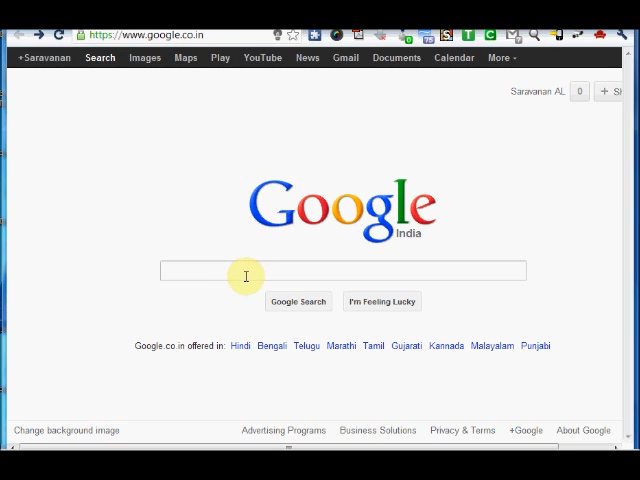 https://www.google.co.in
+Saravanan Search Images Maps Play YouTube News Gmail Documents Calendar More
Saravanan AL 0 + Sh
Google
India
Google Search I'm Feeling Lucky
Google.co.in offered in: Hindi Bengali Telugu Marathi Tamil Gujarati Kannada Malayalam Punjabi
Change background image Advertising Programs Business Solutions Privacy & Terms +Google About Google